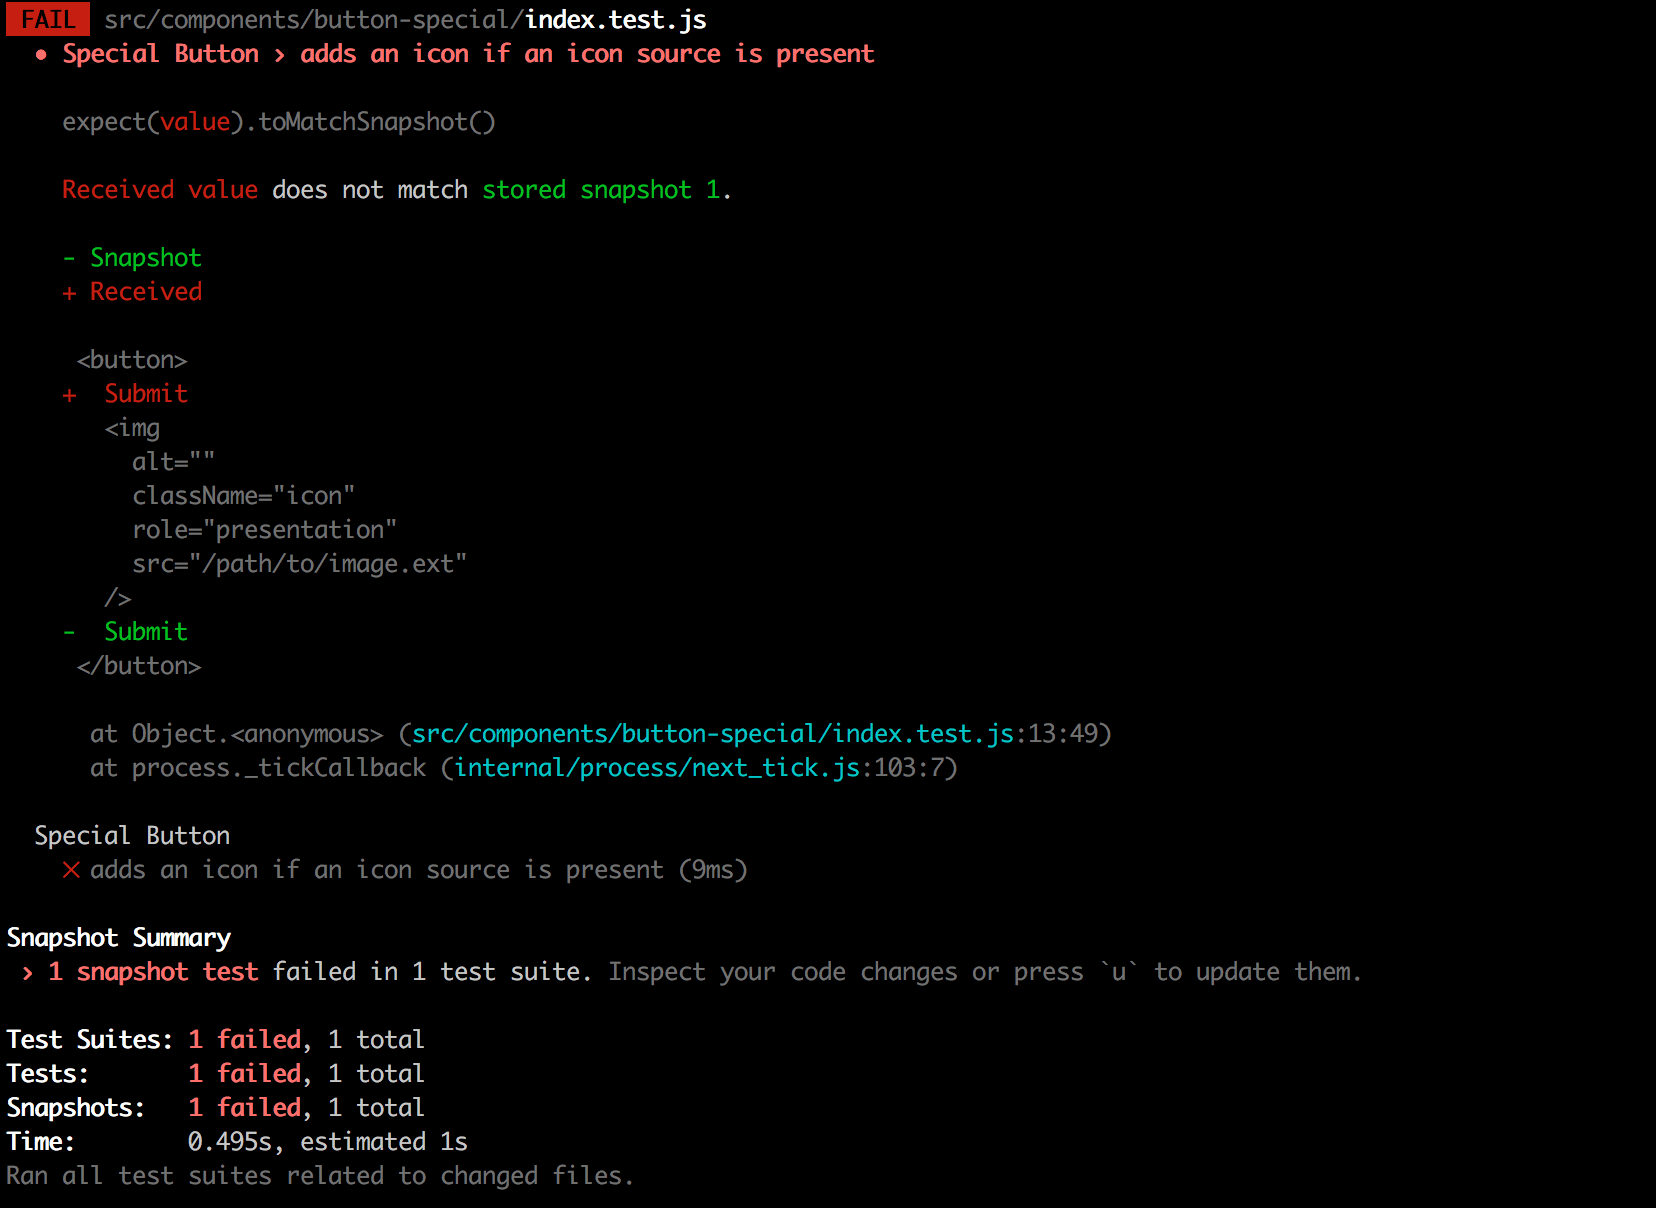 FAIL src/components/button-special/index.test.js
● Special Button › adds an icon if an icon source is present
expect(value).toMatchSnapshot()
Received value does not match stored snapshot 1.
- Snapshot
+ Received
<button>
+ Submit
<img
alt=""
className="icon"
role="presentation"
src="/path/to/image.ext"
/>
- Submit
</button>
at Object.<anonymous> (src/components/button-special/index.test.js:13:49)
at process._tickCallback (internal/process/next_tick.js:103:7)
Special Button
✕ adds an icon if an icon source is present (9ms)
Snapshot Summary
› 1 snapshot test failed in 1 test suite. Inspect your code changes or press `u` to update them.
Test Suites: 1 failed, 1 total
Tests: 1 failed, 1 total
Snapshots: 1 failed, 1 total
Time: 0.495s, estimated 1s
Ran all test suites related to changed files.